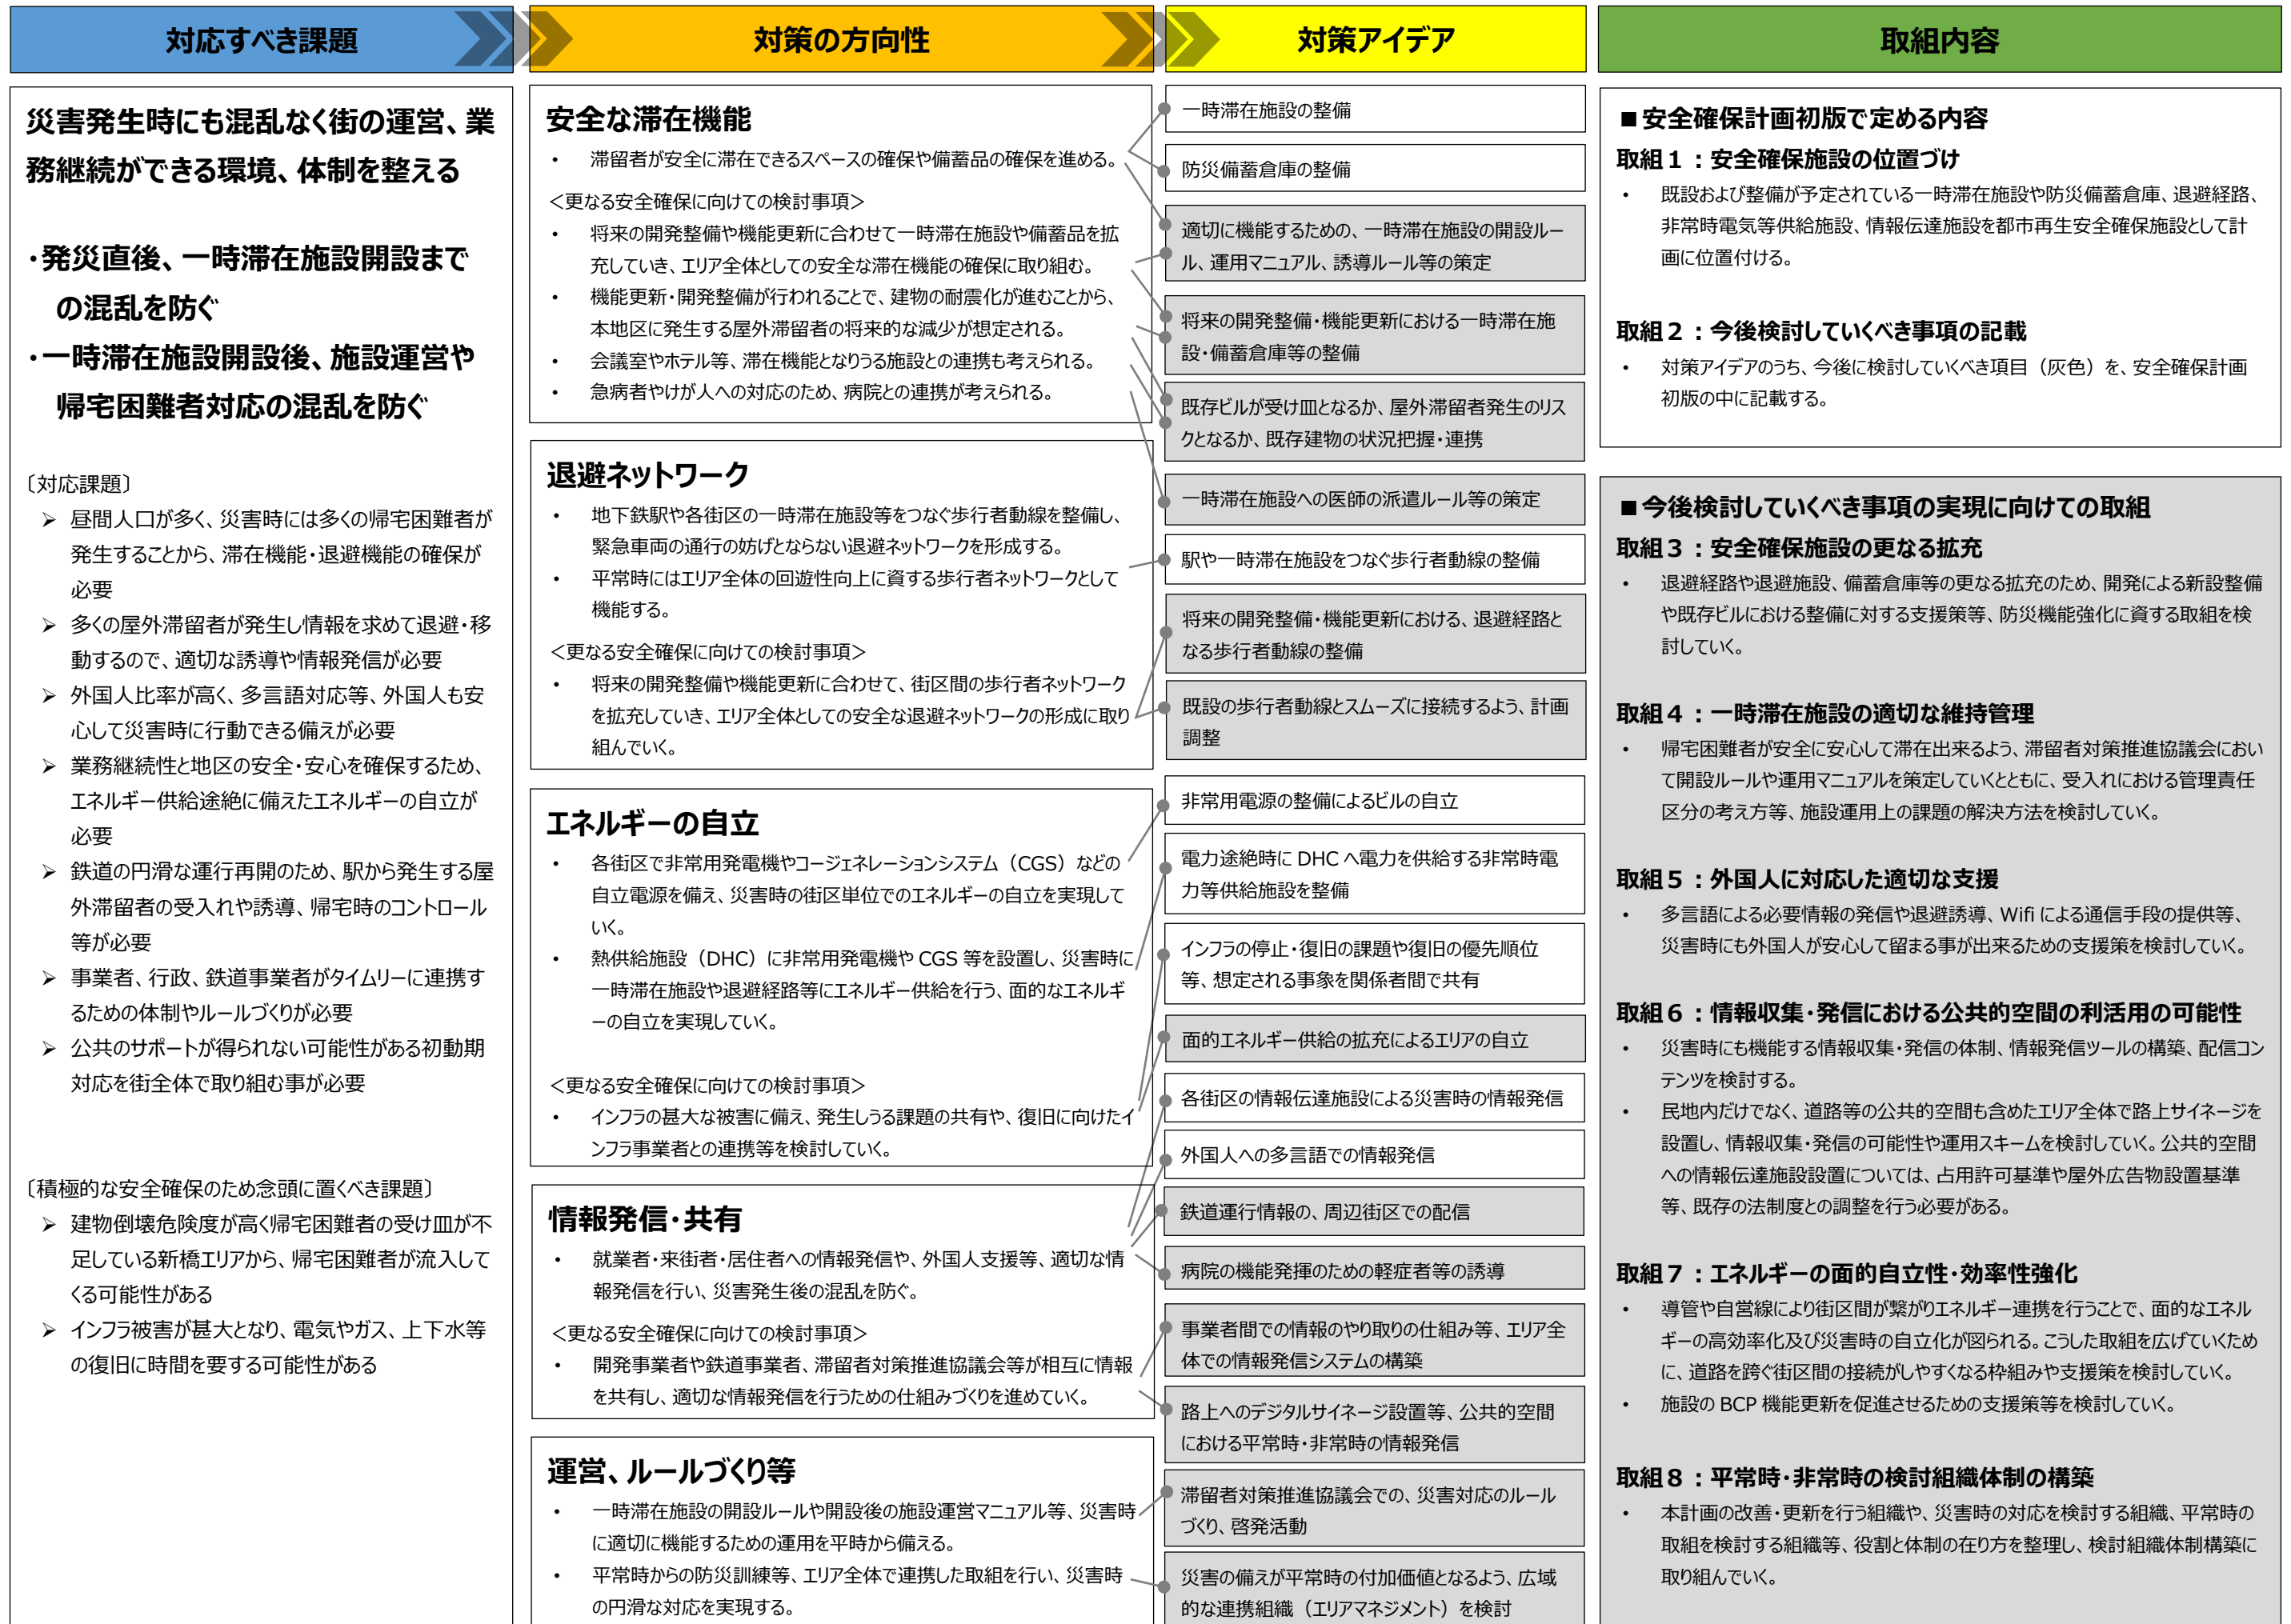 対応すべき課題
対策の方向性
対策アイデア
取組内容
災害発生時にも混乱なく街の運営、業
務継続ができる環境、体制を整える
・発災直後、一時滞在施設開設まで
の混乱を防ぐ
・一時滞在施設開設後、施設運営や
帰宅困難者対応の混乱を防ぐ
〔対応課題〕
➢ 昼間人口が多く、災害時には多くの帰宅困難者が
発生することから、滞在機能・退避機能の確保が
必要
➢ 多くの屋外滞留者が発生し情報を求めて退避・移
動するので、適切な誘導や情報発信が必要
➢ 外国人比率が高く、多言語対応等、外国人も安
心して災害時に行動できる備えが必要
➢ 業務継続性と地区の安全・安心を確保するため、
エネルギー供給途絶に備えたエネルギーの自立が
必要
➢ 鉄道の円滑な運行再開のため、駅から発生する屋
外滞留者の受入れや誘導、帰宅時のコントロール
等が必要
➢ 事業者、行政、鉄道事業者がタイムリーに連携す
るための体制やルールづくりが必要
➢ 公共のサポートが得られない可能性がある初動期
対応を街全体で取り組む事が必要
〔積極的な安全確保のため念頭に置くべき課題〕
➢ 建物倒壊危険度が高く帰宅困難者の受け皿が不
足している新橋エリアから、帰宅困難者が流入して
くる可能性がある
➢ インフラ被害が甚大となり、電気やガス、上下水等
の復旧に時間を要する可能性がある
安全な滞在機能
・ 滞留者が安全に滞在できるスペースの確保や備蓄品の確保を進める。
＜更なる安全確保に向けての検討事項＞
・ 将来の開発整備や機能更新に合わせて一時滞在施設や備蓄品を拡
充していき、エリア全体としての安全な滞在機能の確保に取り組む。
・ 機能更新・開発整備が行われることで、建物の耐震化が進むことから、
本地区に発生する屋外滞留者の将来的な減少が想定される。
・ 会議室やホテル等、滞在機能となりうる施設との連携も考えられる。
・ 急病者やけが人への対応のため、病院との連携が考えられる。
退避ネットワーク
・ 地下鉄駅や各街区の一時滞在施設等をつなぐ歩行者動線を整備し、
緊急車両の通行の妨げとならない退避ネットワークを形成する。
・ 平常時にはエリア全体の回遊性向上に資する歩行者ネットワークとして
機能する。
＜更なる安全確保に向けての検討事項＞
・ 将来の開発整備や機能更新に合わせて、街区間の歩行者ネットワーク
を拡充していき、エリア全体としての安全な退避ネットワークの形成に取り
組んでいく。
エネルギーの自立
・ 各街区で非常用発電機やコージェネレーションシステム（CGS）などの
自立電源を備え、災害時の街区単位でのエネルギーの自立を実現して
いく。
・ 熱供給施設（DHC）に非常用発電機や CGS 等を設置し、災害時に
一時滞在施設や退避経路等にエネルギー供給を行う、面的なエネルギ
ーの自立を実現していく。
＜更なる安全確保に向けての検討事項＞
・ インフラの甚大な被害に備え、発生しうる課題の共有や、復旧に向けたイ
ンフラ事業者との連携等を検討していく。
情報発信・共有
・ 就業者・来街者・居住者への情報発信や、外国人支援等、適切な情
報発信を行い、災害発生後の混乱を防ぐ。
＜更なる安全確保に向けての検討事項＞
・ 開発事業者や鉄道事業者、滞留者対策推進協議会等が相互に情報
を共有し、適切な情報発信を行うための仕組みづくりを進めていく。
運営、ルールづくり等
・ 一時滞在施設の開設ルールや開設後の施設運営マニュアル等、災害時
に適切に機能するための運用を平時から備える。
・ 平常時からの防災訓練等、エリア全体で連携した取組を行い、災害時
の円滑な対応を実現する。
一時滞在施設の整備
防災備蓄倉庫の整備
適切に機能するための、一時滞在施設の開設ルー
ル、運用マニュアル、誘導ルール等の策定
将来の開発整備・機能更新における一時滞在施
設・備蓄倉庫等の整備
既存ビルが受け皿となるか、屋外滞留者発生のリス
クとなるか、既存建物の状況把握・連携
一時滞在施設への医師の派遣ルール等の策定
駅や一時滞在施設をつなぐ歩行者動線の整備
将来の開発整備・機能更新における、退避経路と
なる歩行者動線の整備
既設の歩行者動線とスムーズに接続するよう、計画
調整
非常用電源の整備によるビルの自立
電力途絶時に DHC へ電力を供給する非常時電
力等供給施設を整備
インフラの停止・復旧の課題や復旧の優先順位
等、想定される事象を関係者間で共有
面的エネルギー供給の拡充によるエリアの自立
各街区の情報伝達施設による災害時の情報発信
外国人への多言語での情報発信
鉄道運行情報の、周辺街区での配信
病院の機能発揮のための軽症者等の誘導
事業者間での情報のやり取りの仕組み等、エリア全
体での情報発信システムの構築
路上へのデジタルサイネージ設置等、公共的空間
における平常時・非常時の情報発信
滞留者対策推進協議会での、災害対応のルール
づくり、啓発活動
災害の備えが平常時の付加価値となるよう、広域
的な連携組織（エリアマネジメント）を検討
■安全確保計画初版で定める内容
取組１：安全確保施設の位置づけ
・ 既設および整備が予定されている一時滞在施設や防災備蓄倉庫、退避経路、
非常時電気等供給施設、情報伝達施設を都市再生安全確保施設として計
画に位置付ける。
取組２：今後検討していくべき事項の記載
・ 対策アイデアのうち、今後に検討していくべき項目（灰色）を、安全確保計画
初版の中に記載する。
■今後検討していくべき事項の実現に向けての取組
取組３：安全確保施設の更なる拡充
・ 退避経路や退避施設、備蓄倉庫等の更なる拡充のため、開発による新設整備
や既存ビルにおける整備に対する支援策等、防災機能強化に資する取組を検
討していく。
取組４：一時滞在施設の適切な維持管理
・ 帰宅困難者が安全に安心して滞在出来るよう、滞留者対策推進協議会におい
て開設ルールや運用マニュアルを策定していくとともに、受入れにおける管理責任
区分の考え方等、施設運用上の課題の解決方法を検討していく。
取組５：外国人に対応した適切な支援
・ 多言語による必要情報の発信や退避誘導、Wifi による通信手段の提供等、
災害時にも外国人が安心して留まる事が出来るための支援策を検討していく。
取組６：情報収集・発信における公共的空間の利活用の可能性
・ 災害時にも機能する情報収集・発信の体制、情報発信ツールの構築、配信コン
テンツを検討する。
・ 民地内だけでなく、道路等の公共的空間も含めたエリア全体で路上サイネージを
設置し、情報収集・発信の可能性や運用スキームを検討していく。公共的空間
への情報伝達施設設置については、占用許可基準や屋外広告物設置基準
等、既存の法制度との調整を行う必要がある。
取組７：エネルギーの面的自立性・効率性強化
・ 導管や自営線により街区間が繋がりエネルギー連携を行うことで、面的なエネル
ギーの高効率化及び災害時の自立化が図られる。こうした取組を広げていくため
に、道路を跨ぐ街区間の接続がしやすくなる枠組みや支援策を検討していく。
・ 施設の BCP 機能更新を促進させるための支援策等を検討していく。
取組８：平常時・非常時の検討組織体制の構築
・ 本計画の改善・更新を行う組織や、災害時の対応を検討する組織、平常時の
取組を検討する組織等、役割と体制の在り方を整理し、検討組織体制構築に
取り組んでいく。